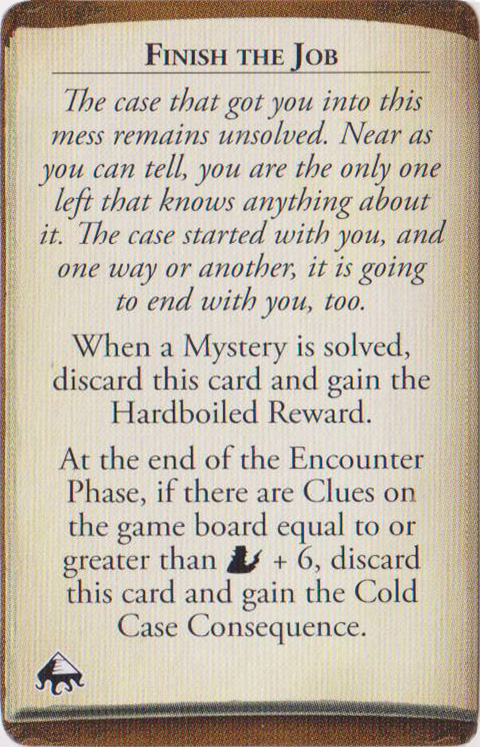 Finish the Job
The case that got you into this
mess remains unsolved. Near as
you can tell, you are the only one
left that knows anything about
it. The case started with you, and
one way or another, it is going
to end with you, too.
When a Mystery is solved,
discard this card and gain the
Hardboiled Reward.
At the end of the Encounter
Phase, if there are Clues on
the game board equal to or
greater than + 6, discard
this card and gain the Cold
Case Consequence.